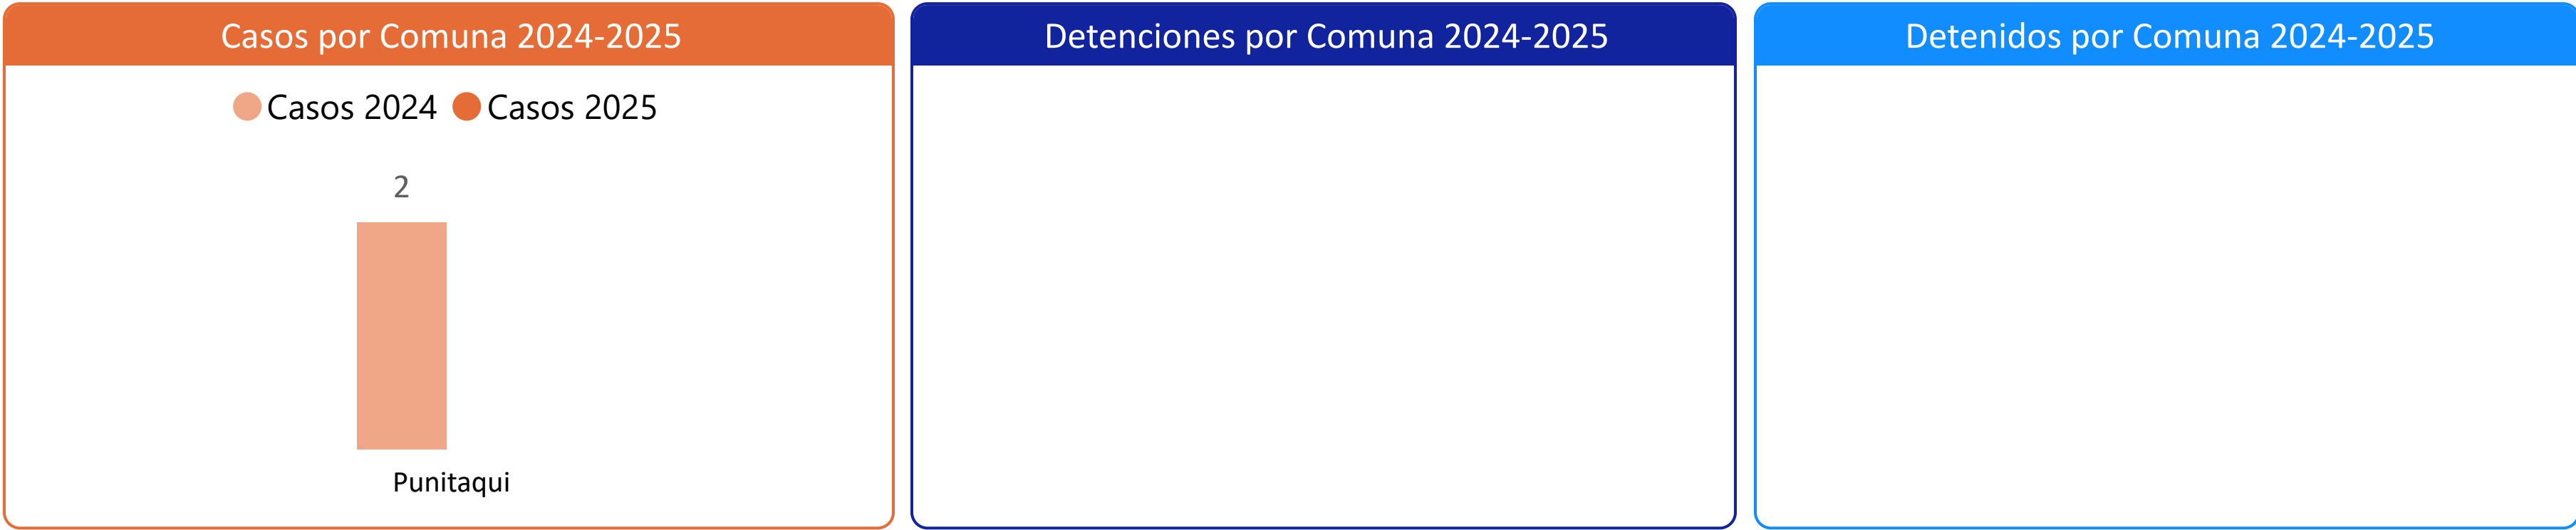 Casos por Comuna 2024-2025
Casos 2024 Casos 2025
2
Punitaqui
Detenciones por Comuna 2024-2025
Detenidos por Comuna 2024-2025